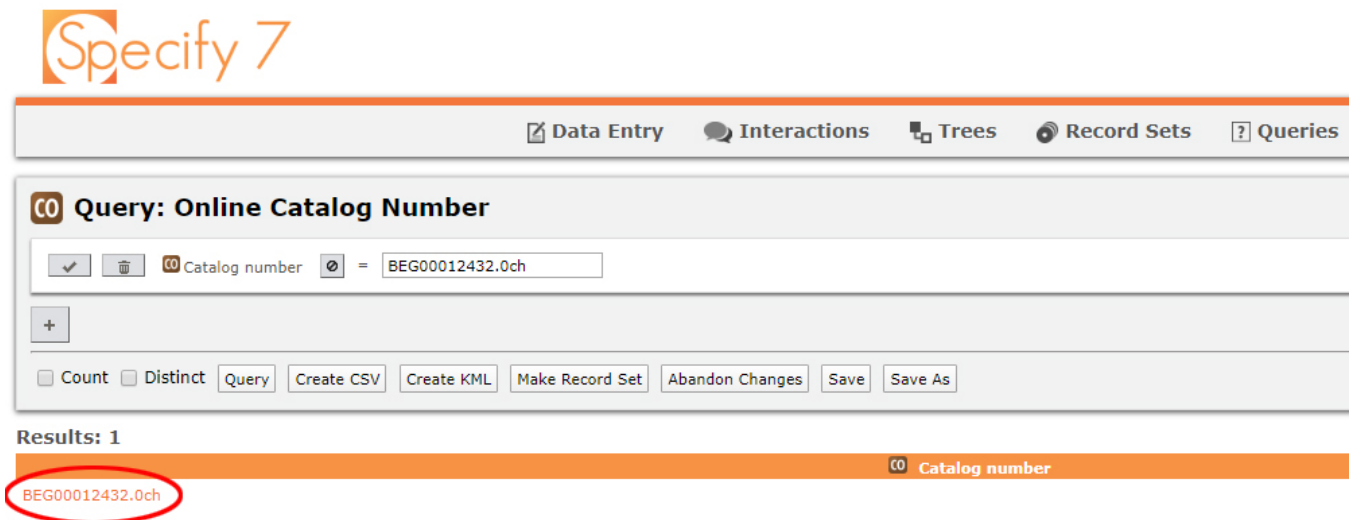 Specify 7
Data Entry Interactions Trees Record Sets ? Queries
CO Query: Online Catalog Number
CO Catalog number = BEG00012432.0ch
+
Count Distinct Query Create CSV Create KML Make Record Set Abandon Changes Save Save As
Results: 1
CO Catalog number
BEG00012432.0ch